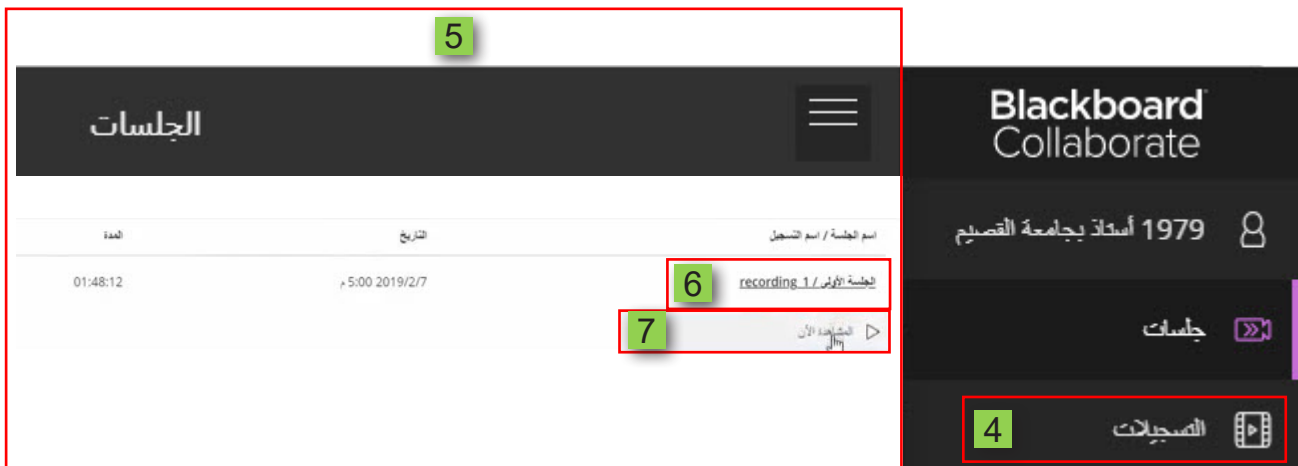 5
Blackboard
Collaborate
الجلسات
1979 أستاذ بجامعة القصيم
جلسات
4 التسجيلات
اسم الجلسة / اسم التسجيل التاريخ المدة
6 الجلسة الأولى / recording_1 2019/2/7 5:00 م 01:48:12
7 المشاهدة الآن